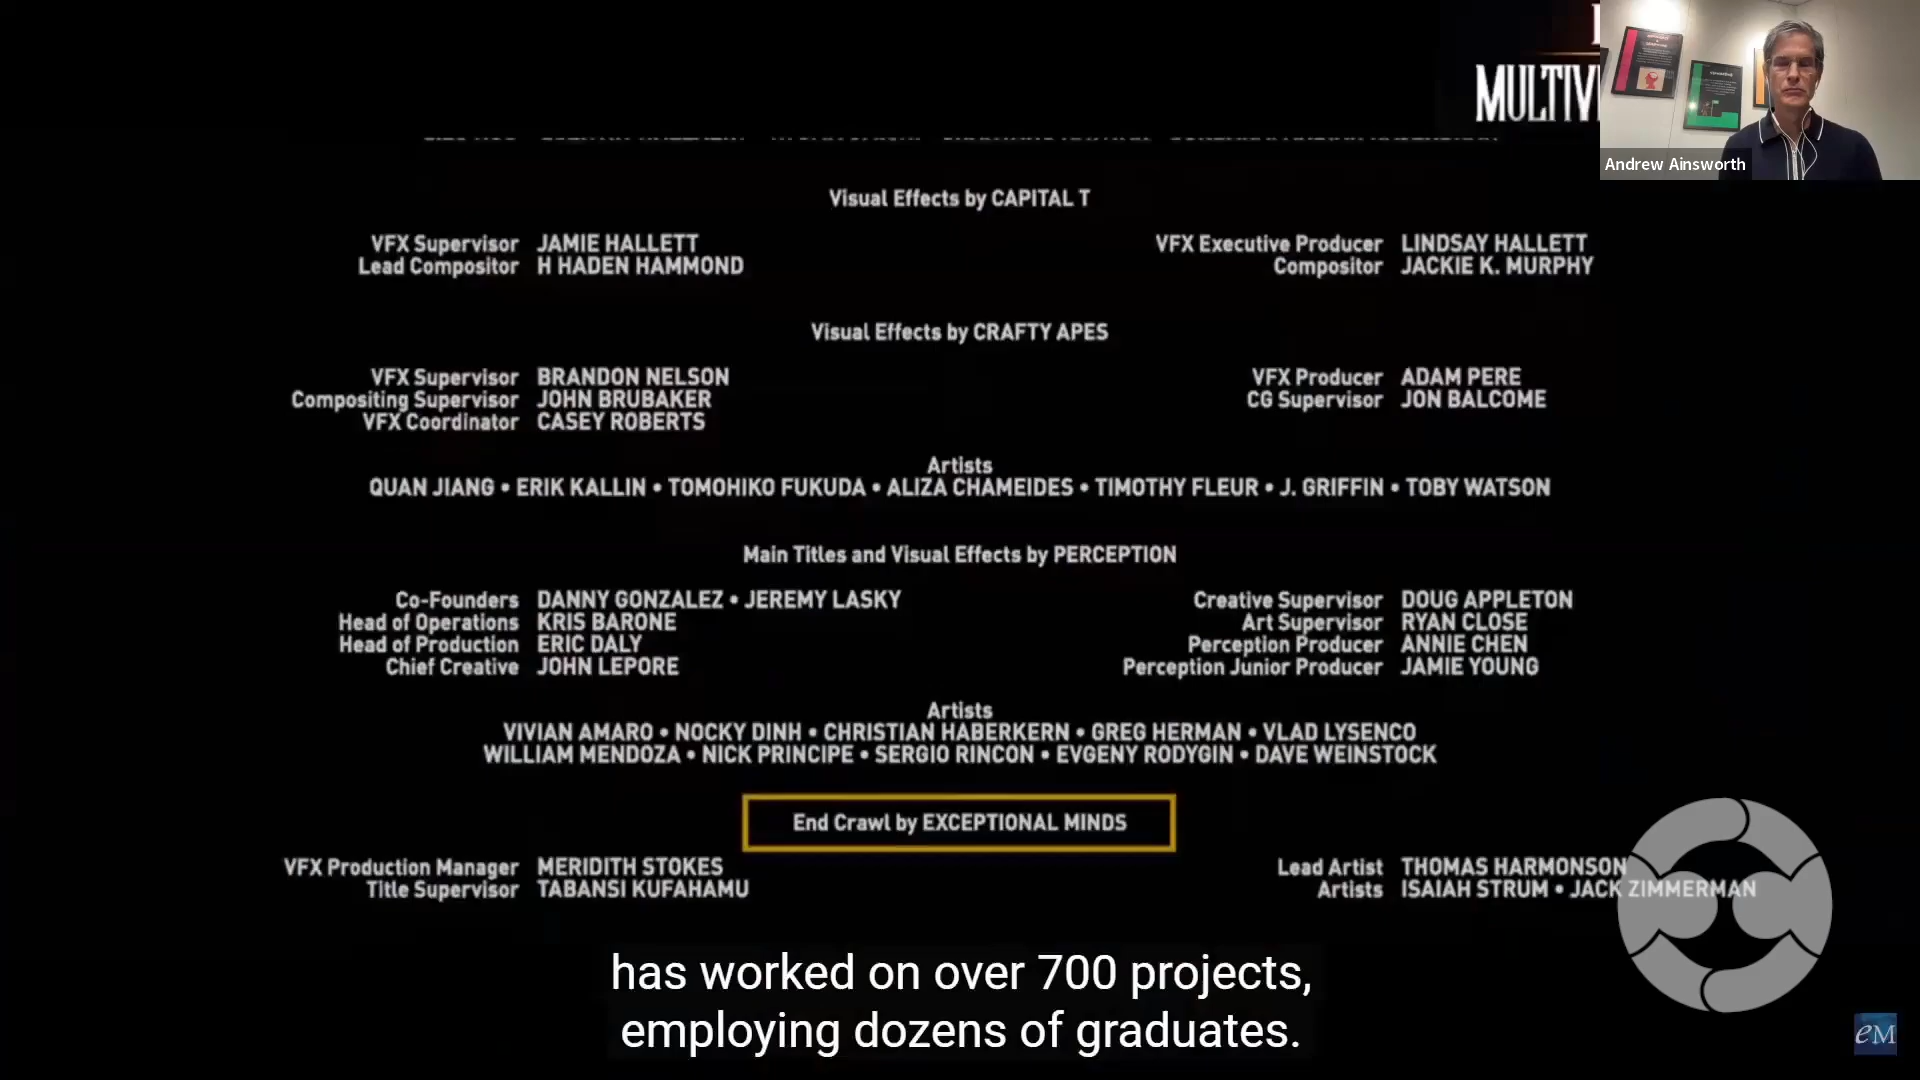 MULTIV
Andrew Ainsworth
Visual Effects by CAPITAL T
VFX Supervisor JAMIE HALLETT VFX Executive Producer LINDSAY HALLETT
Lead Compositor H HADEN HAMMOND Compositor JACKIE K. MURPHY
Visual Effects by CRAFTY APES
VFX Supervisor BRANDON NELSON VFX Producer ADAM PERE
Compositing Supervisor JOHN BRUBAKER CG Supervisor JON BALCOME
VFX Coordinator CASEY ROBERTS
Artists
QUAN JIANG • ERIK KALLIN • TOMOHIKO FUKUDA • ALIZA CHAMEIDES • TIMOTHY FLEUR • J. GRIFFIN • TOBY WATSON
Main Titles and Visual Effects by PERCEPTION
Co-Founders DANNY GONZALEZ • JEREMY LASKY Creative Supervisor DOUG APPLETON
Head of Operations KRIS BARONE Art Supervisor RYAN CLOSE
Head of Production ERIC DALY Perception Producer ANNIE CHEN
Chief Creative JOHN LEPORE Perception Junior Producer JAMIE YOUNG
Artists
VIVIAN AMARO • NOCKY DINH • CHRISTIAN HABERKERN • GREG HERMAN • VLAD LYSENCO
WILLIAM MENDOZA • NICK PRINCIPE • SERGIO RINCON • EVGENY RODYGIN • DAVE WEINSTOCK
End Crawl by EXCEPTIONAL MINDS
VFX Production Manager MERIDITH STOKES Lead Artist THOMAS HARMONSON
Title Supervisor TABANSI KUFAHAMU Artists ISAIAH STRUM • JACK ZIMMERMAN
has worked on over 700 projects,
employing dozens of graduates.
eM